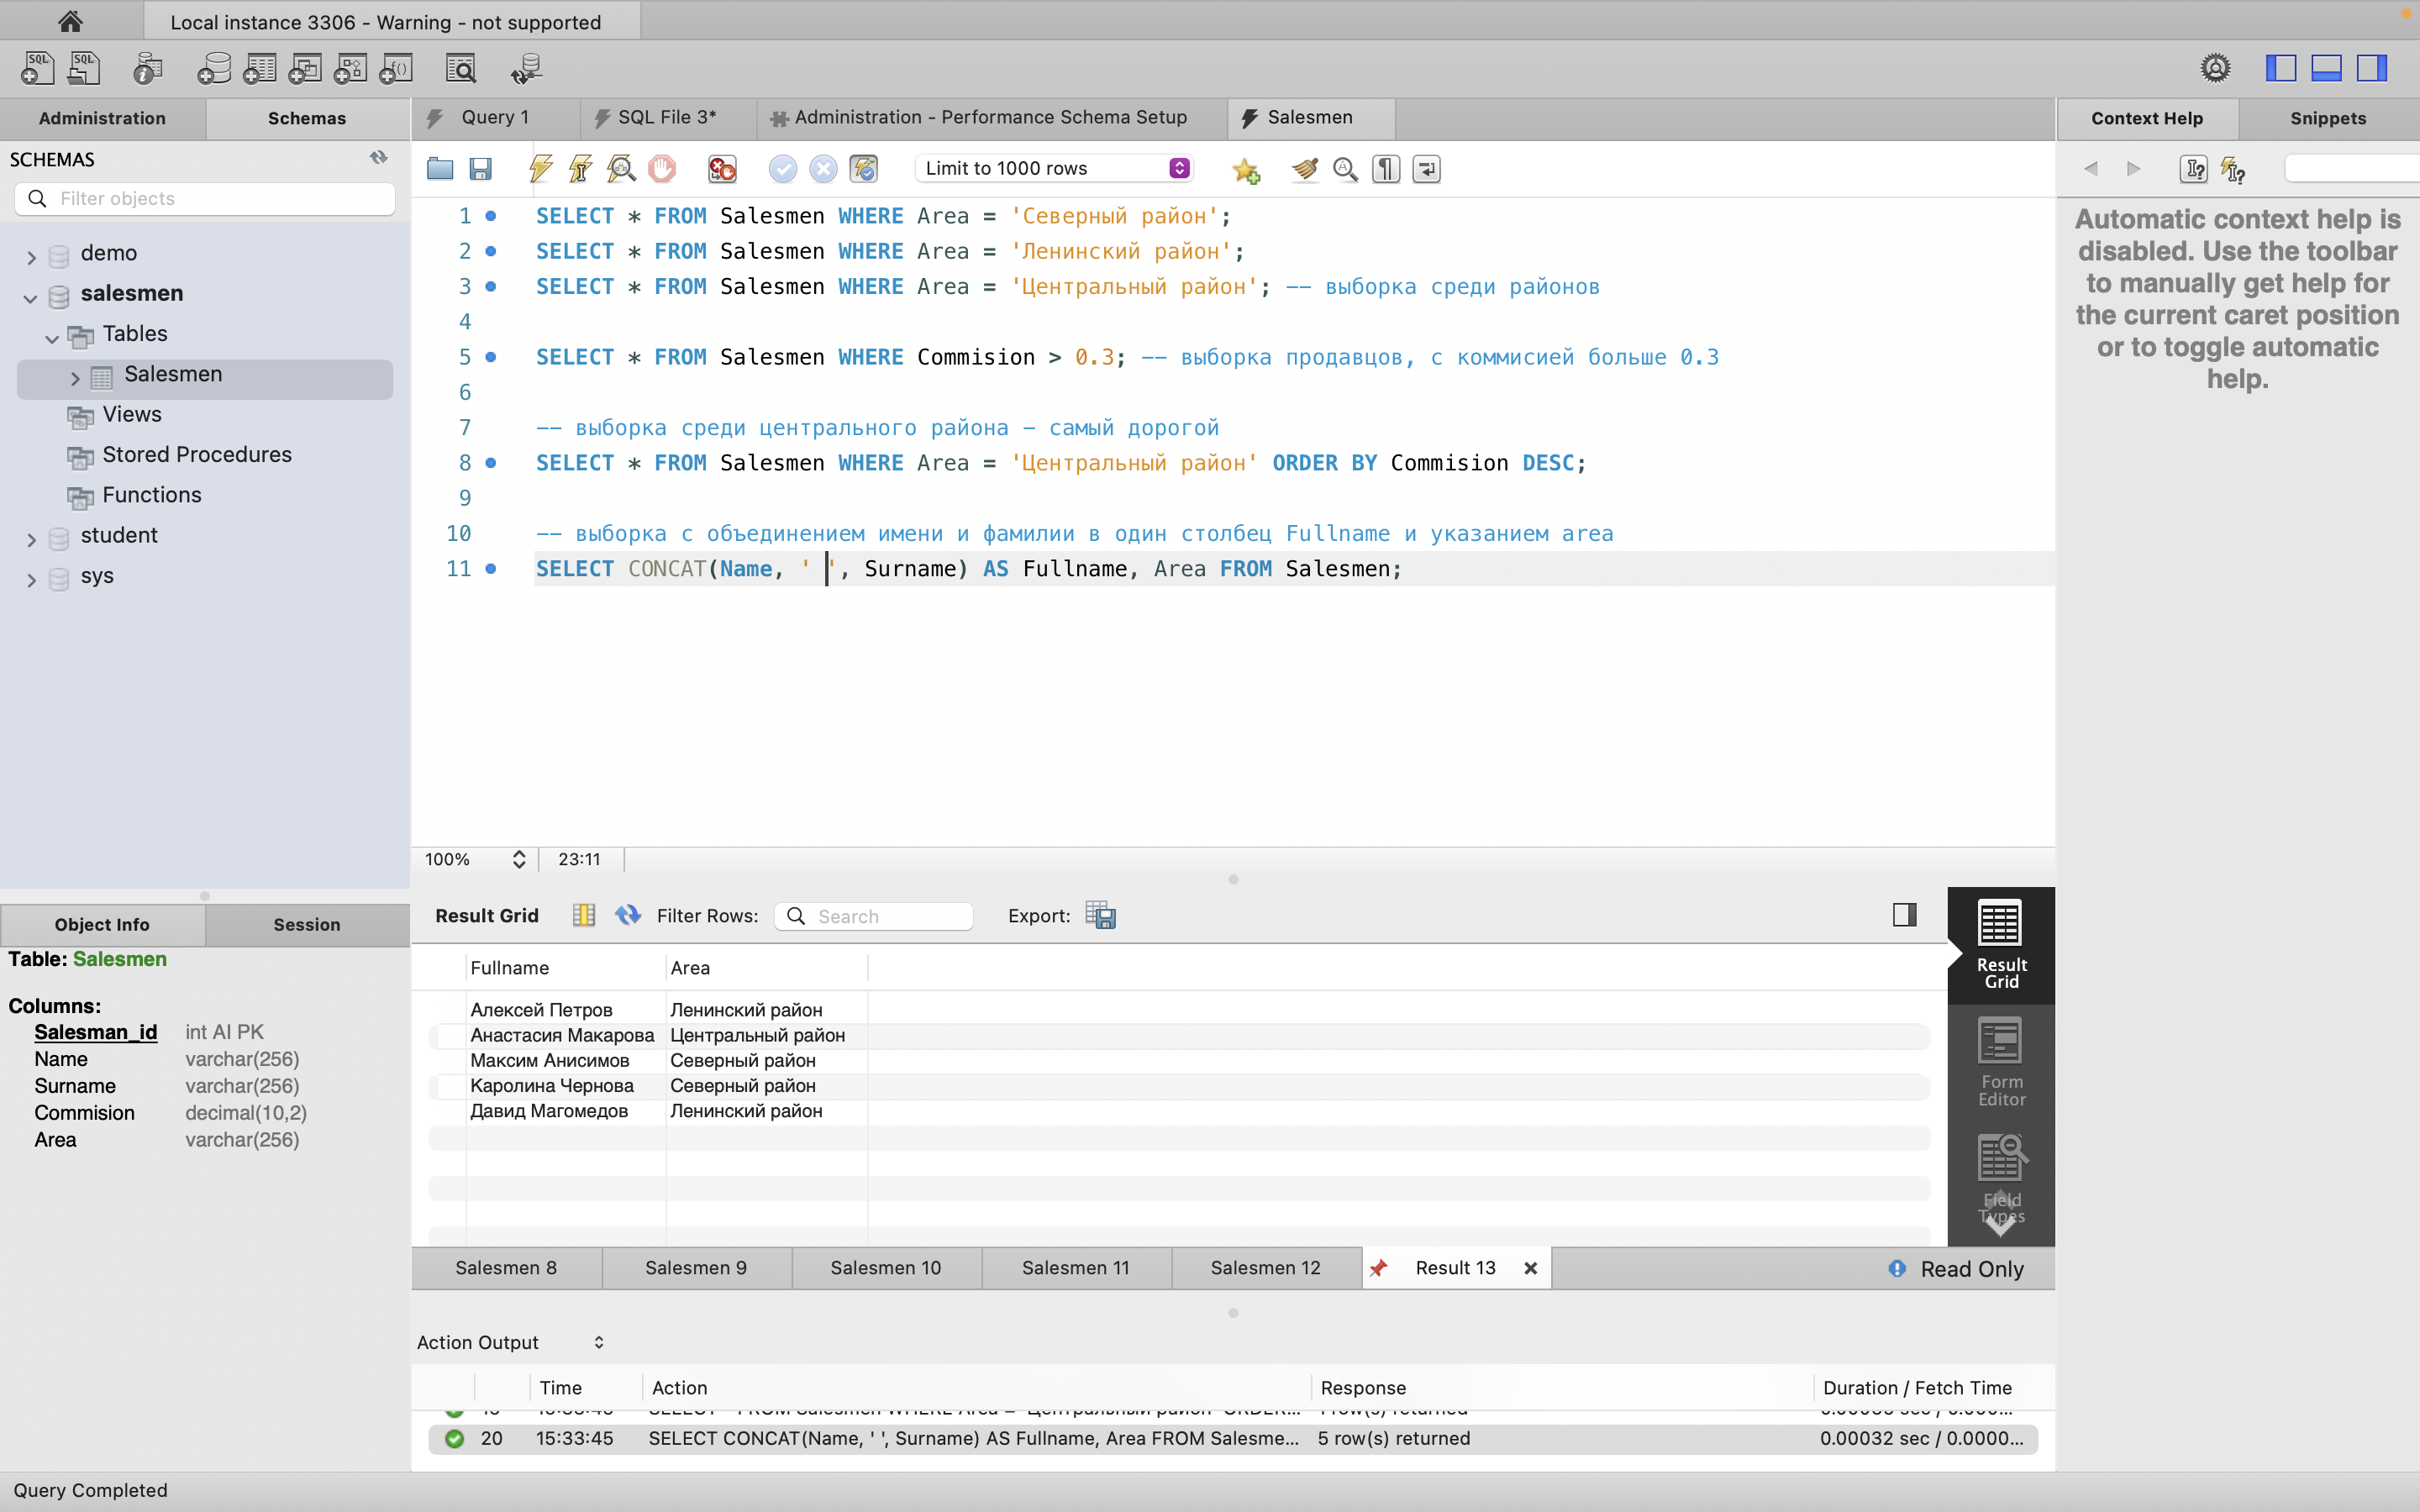 Local instance 3306 - Warning - not supported
Administration
Schemas
Query 1
SQL File 3*
Administration - Performance Schema Setup
Salesmen
Context Help
Snippets
SCHEMAS
Filter objects
Limit to 1000 rows
demo
salesmen
Tables
Salesmen
Views
Stored Procedures
Functions
student
sys
1 SELECT * FROM Salesmen WHERE Area = 'Северный район';
2 SELECT * FROM Salesmen WHERE Area = 'Ленинский район';
3 SELECT * FROM Salesmen WHERE Area = 'Центральный район'; -- выборка среди районов
4
5 SELECT * FROM Salesmen WHERE Commision > 0.3; -- выборка продавцов, с коммисией больше 0.3
6
7 -- выборка среди центрального района - самый дорогой
8 SELECT * FROM Salesmen WHERE Area = 'Центральный район' ORDER BY Commision DESC;
9
10 -- выборка с объединением имени и фамилии в один столбец Fullname и указанием area
11 SELECT CONCAT(Name, ' ', Surname) AS Fullname, Area FROM Salesmen;
Automatic context help is
disabled. Use the toolbar
to manually get help for
the current caret position
or to toggle automatic
help.
100%
23:11
Object Info
Session
Table: Salesmen
Columns:
Salesman_id int AI PK
Name varchar(256)
Surname varchar(256)
Commision decimal(10,2)
Area varchar(256)
Result Grid
Filter Rows:
Search
Export:
Fullname Area
Алексей Петров Ленинский район
Анастасия Макарова Центральный район
Максим Анисимов Северный район
Каролина Чернова Северный район
Давид Магомедов Ленинский район
Result
Grid
Form
Editor
Field
Types
Salesmen 8
Salesmen 9
Salesmen 10
Salesmen 11
Salesmen 12
Result 13
Read Only
Action Output
Time Action Response Duration / Fetch Time
20 15:33:45 SELECT CONCAT(Name, ' ', Surname) AS Fullname, Area FROM Salesme... 5 row(s) returned 0.00032 sec / 0.0000...
Query Completed